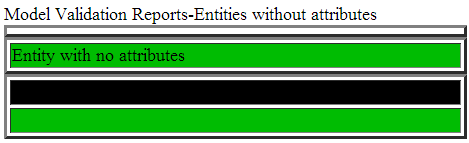 Model Validation Reports-Entities without attributes
Entity with no attributes